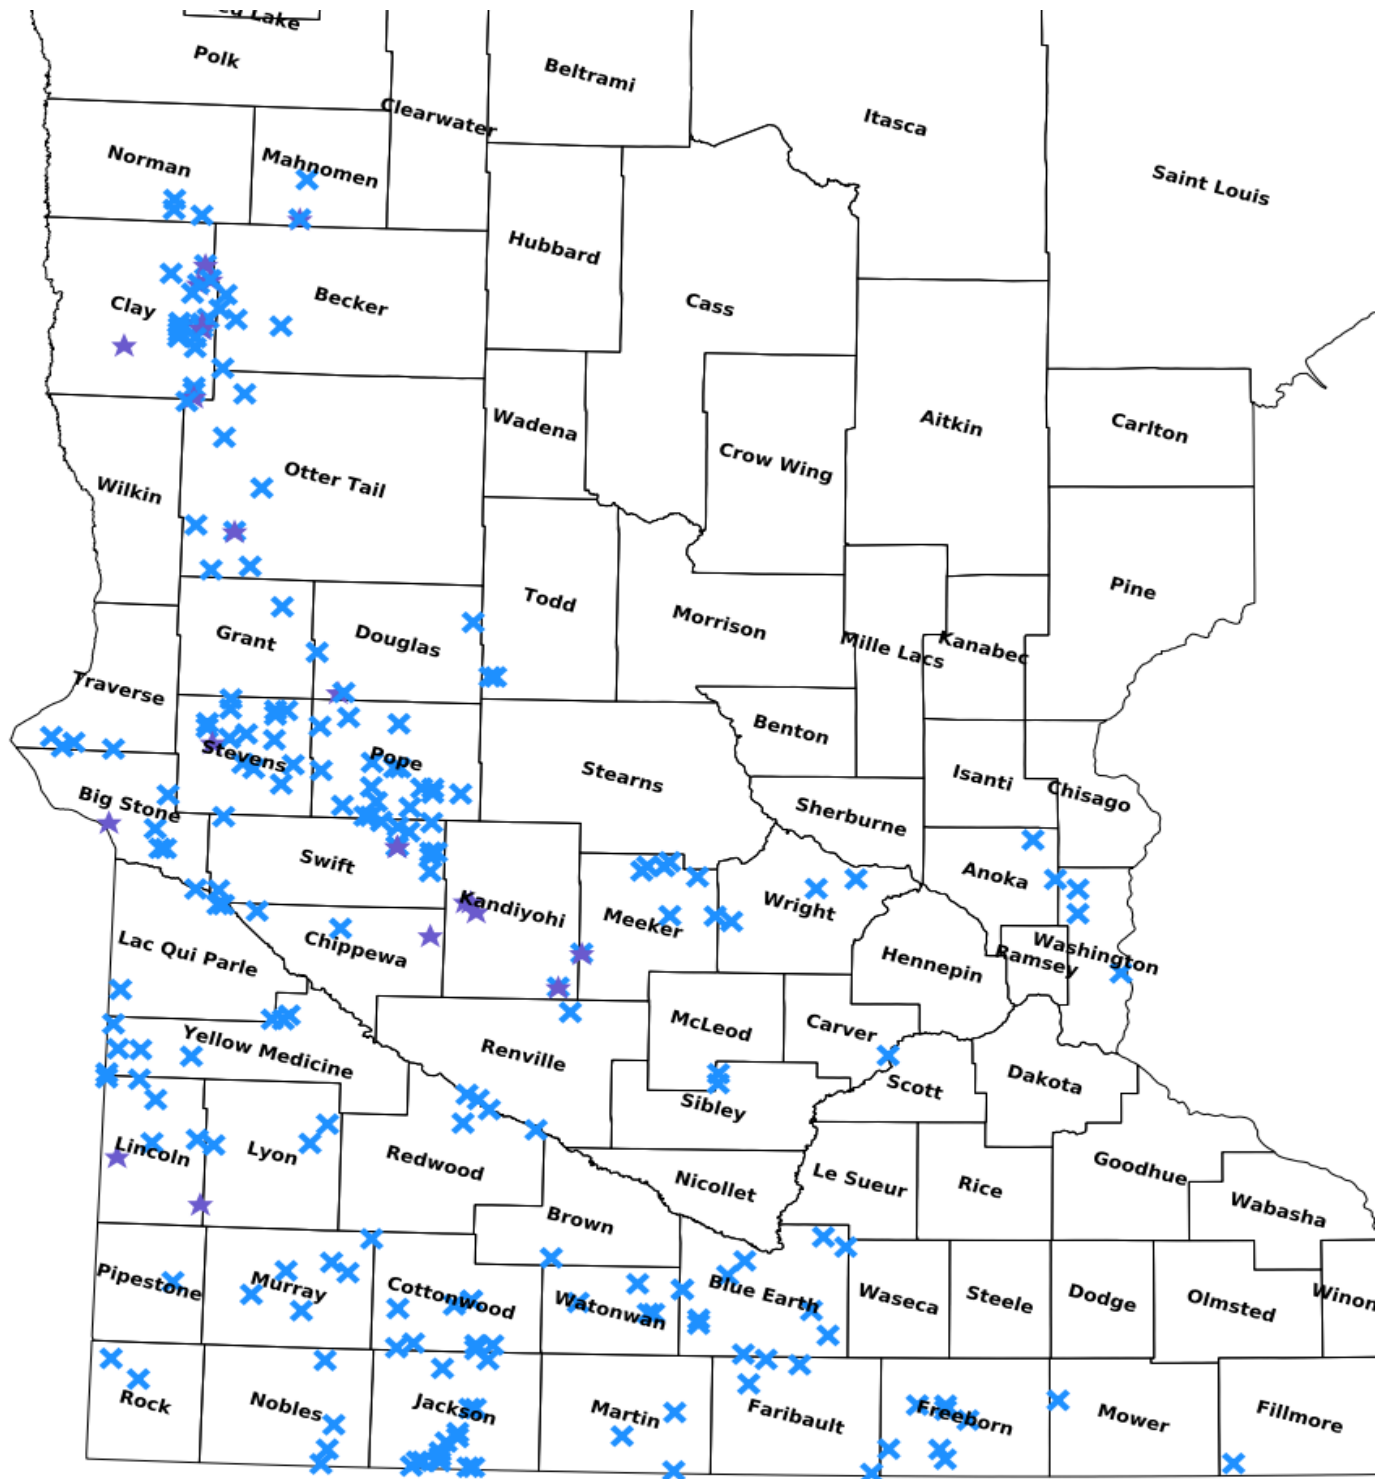 Lake
Polk
Beltrami
Clearwater
Itasca
Norman
Mahnomen
Saint Louis
Hubbard
Clay
Becker
Cass
Wadena
Aitkin
Carlton
Crow Wing
Otter Tail
Wilkin
Pine
Todd
Morrison
Grant
Douglas
Mille Lacs
Kanabec
Traverse
Benton
Stevens
Pope
Stearns
Isanti
Chisago
Big Stone
Sherburne
Swift
Anoka
Kandiyohi
Meeker
Wright
Lac Qui Parle
Chippewa
Hennepin
Ramsey
Washington
McLeod
Carver
Yellow Medicine
Renville
Scott
Dakota
Sibley
Lincoln
Lyon
Redwood
Nicollet
Le Sueur
Rice
Goodhue
Wabasha
Brown
Pipestone
Murray
Cottonwood
Watonwan
Blue Earth
Waseca
Steele
Dodge
Olmsted
Winon
Rock
Nobles
Jackson
Martin
Faribault
Freeborn
Mower
Fillmore